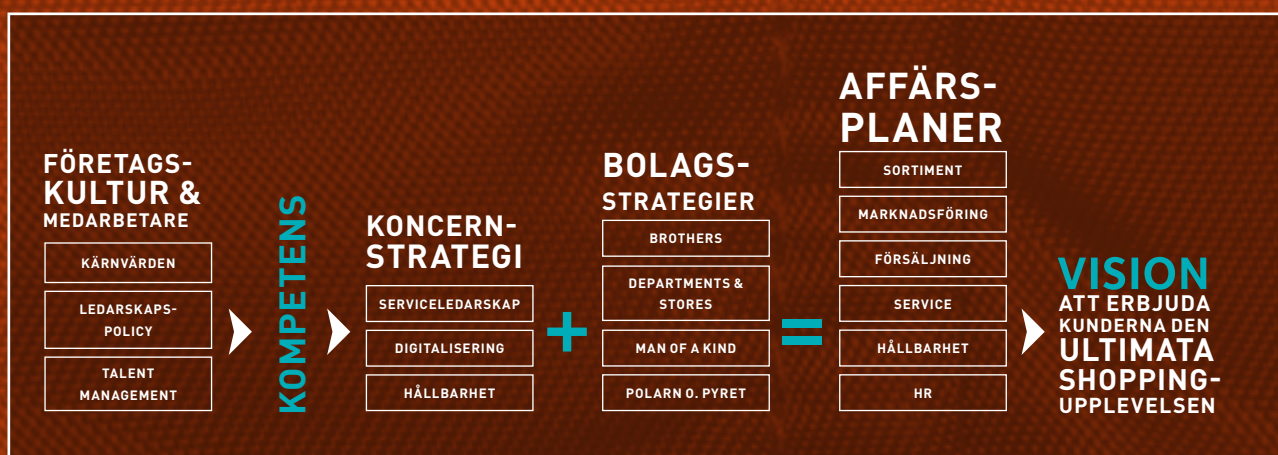 FÖRETAGS-
KULTUR &
MEDARBETARE
KÄRNVÄRDEN
LEDARSKAPS-
POLICY
TALENT
MANAGEMENT
KOMPETENS
KONCERN-
STRATEGI
SERVICELEDARSKAP
DIGITALISERING
HÅLLBARHET
+
BOLAGS-
STRATEGIER
BROTHERS
DEPARTMENTS &
STORES
MAN OF A KIND
POLARN O. PYRET
=
AFFÄRS-
PLANER
SORTIMENT
MARKNADSFÖRING
FÖRSÄLJNING
SERVICE
HÅLLBARHET
HR
VISION
ATT ERBJUDA
KUNDERNA DEN
ULTIMATA
SHOPPING-
UPPLEVELSEN